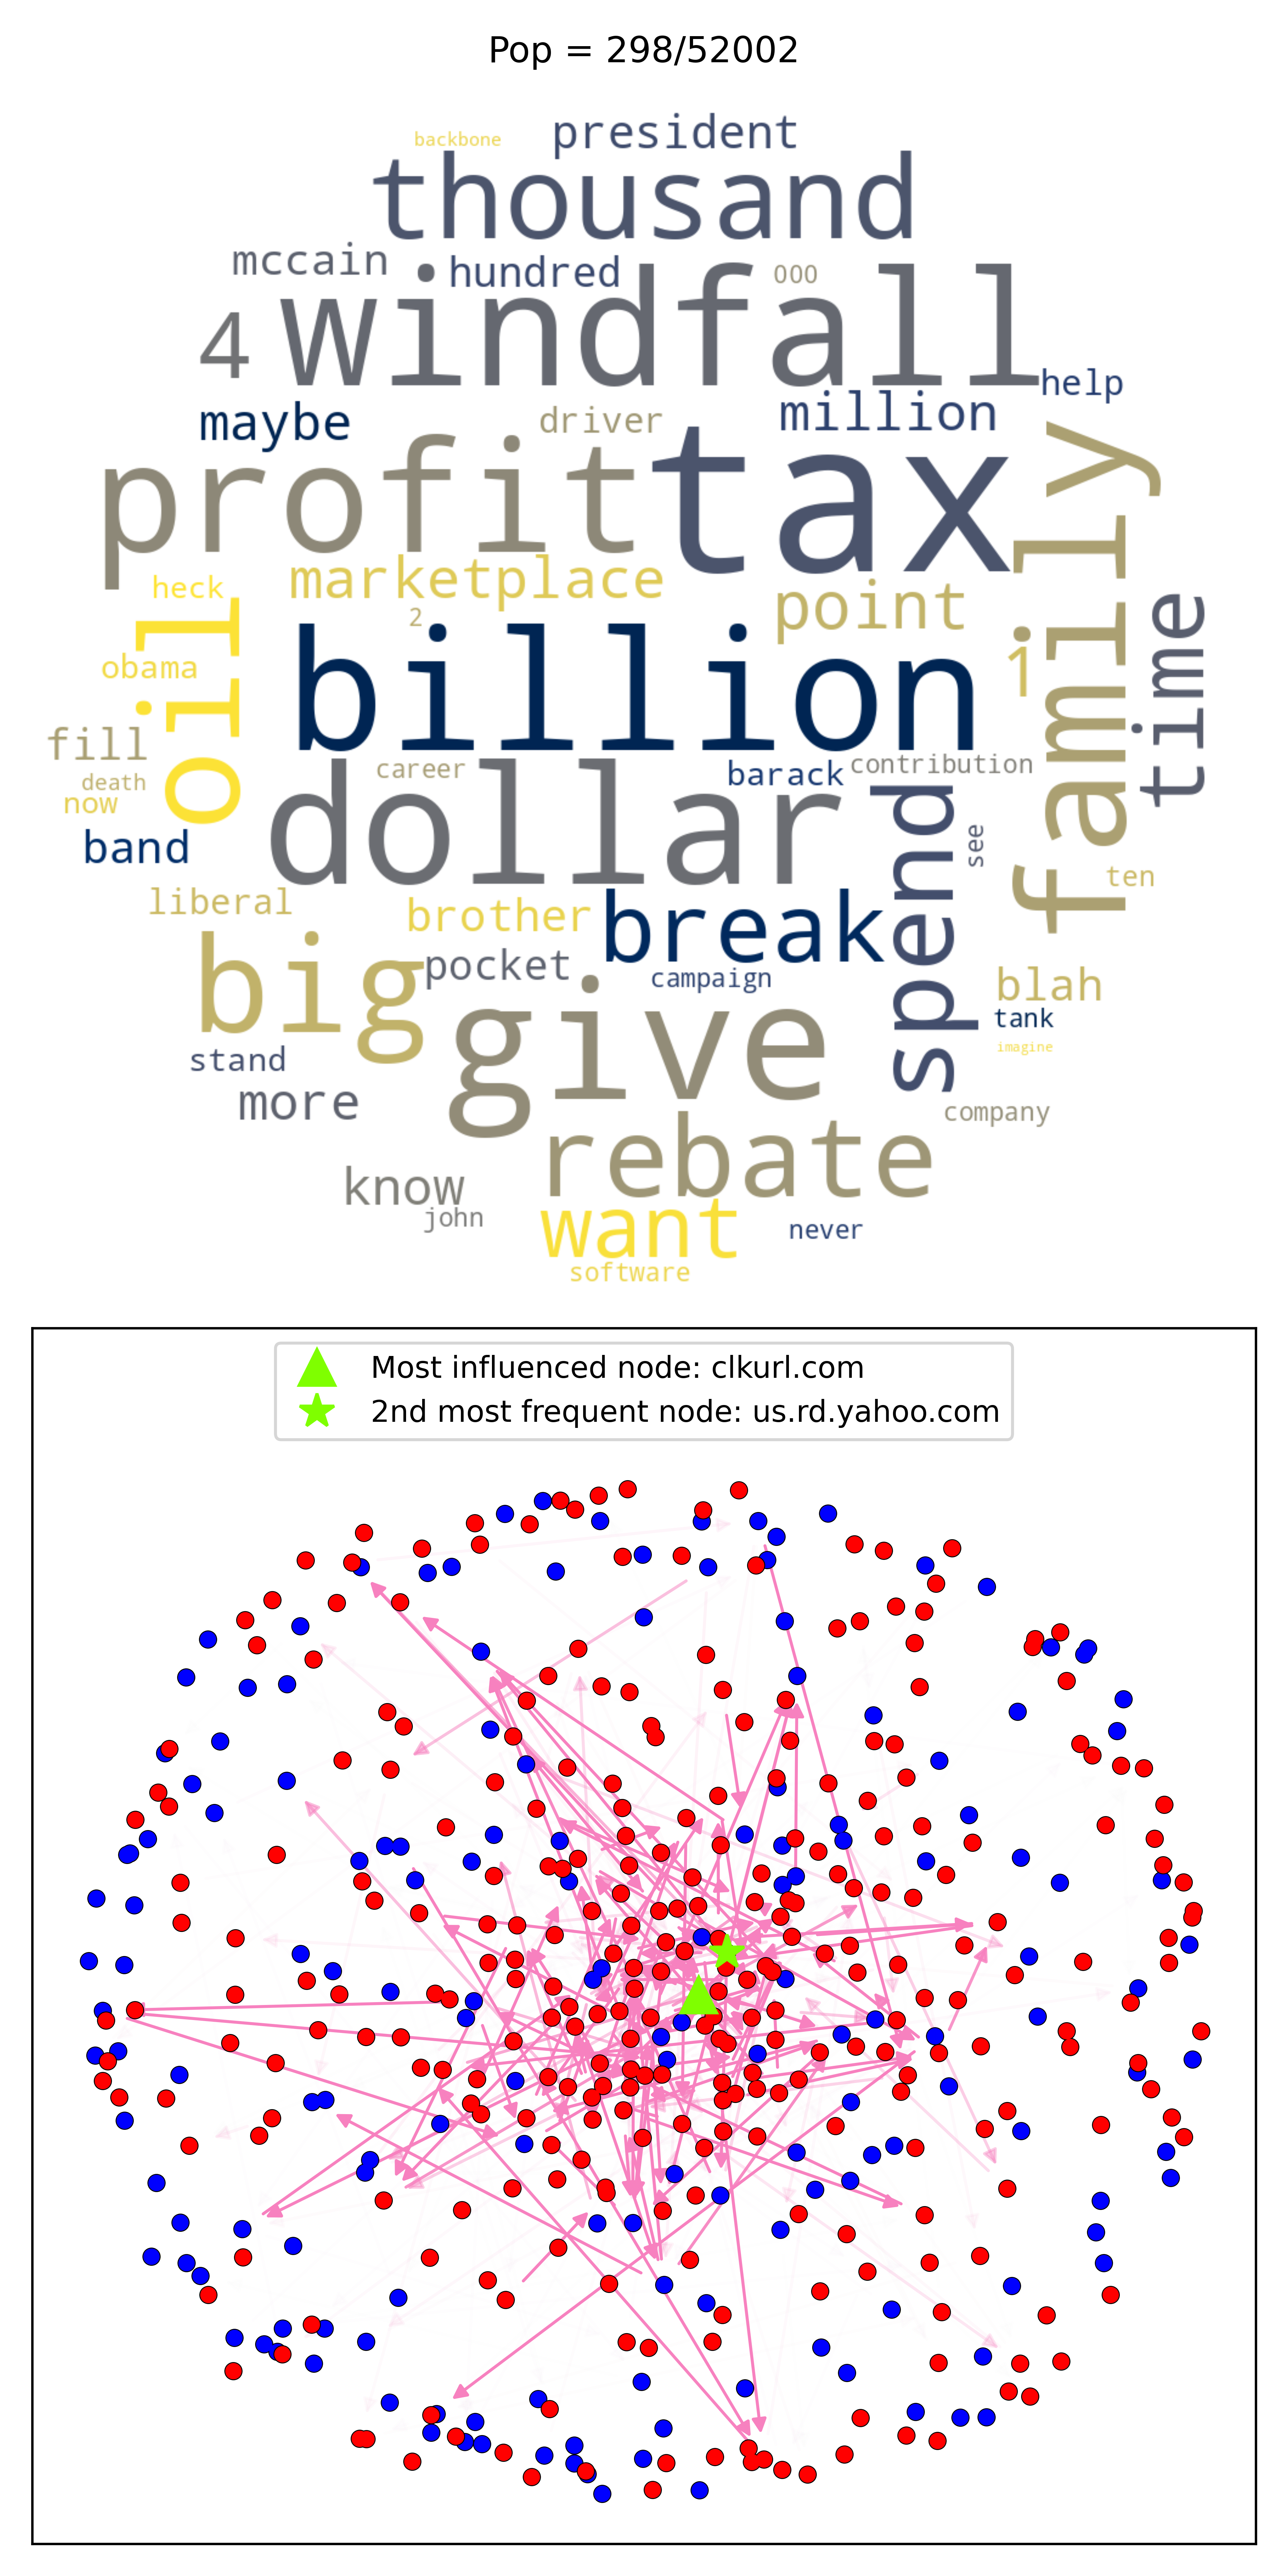 Pop = 298/52002
backbone
president
thousand
mccain
hundred
000
windfall
4
help
maybe
driver
million
profit
tax
family
marketplace
heck
2
point
time
oil
obama
billion
1
fill
career
barack
contribution
death
now
band
dollar
spend
see
ten
liberal
brother
break
big
pocket
campaign
blah
give
tank
stand
imagine
more
company
rebate
know
john
want
never
software
Most influenced node: clkurl.com
2nd most frequent node: us.rd.yahoo.com